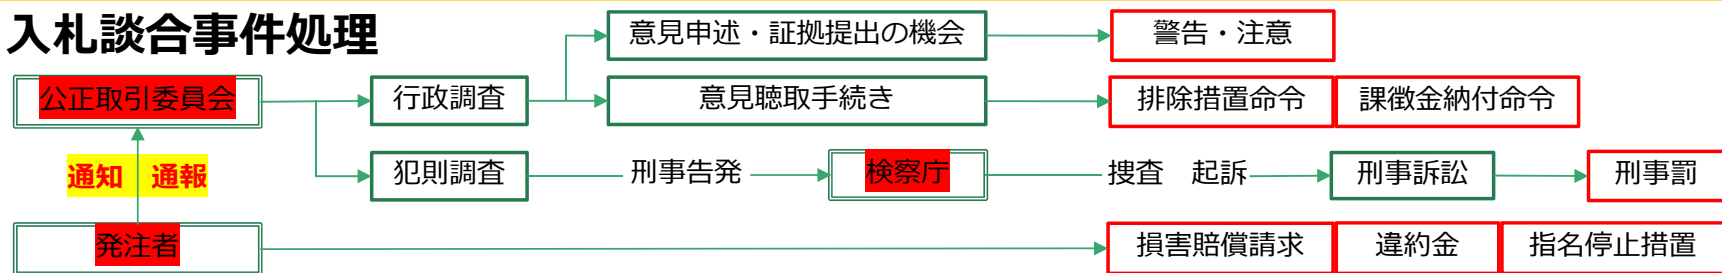 入札談合事件処理
意見申述・証拠提出の機会 警告・注意
公正取引委員会 行政調査 意見聴取手続き 排除措置命令 課徴金納付命令
通知 通報 犯則調査 刑事告発 検察庁 捜査 起訴 刑事訴訟 刑事罰
発注者 損害賠償請求 違約金 指名停止措置